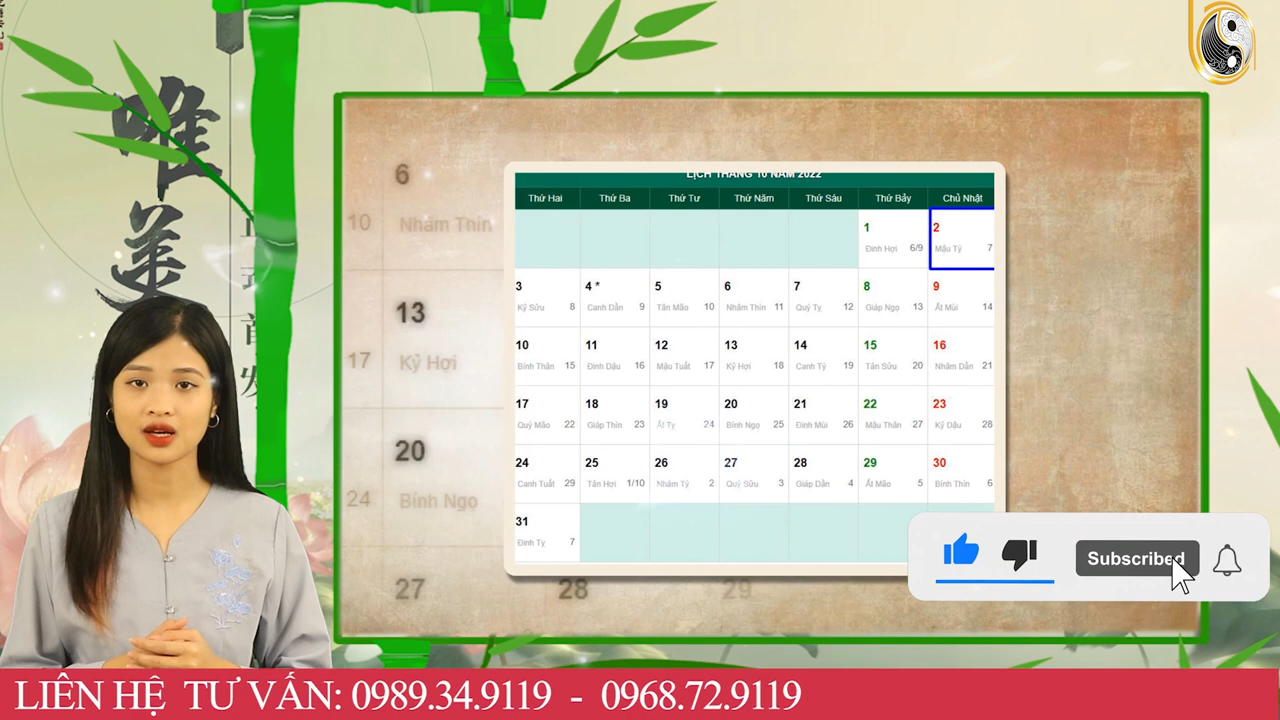 唯
蓮
LỊCH THÁNG 10 NĂM 2022
Thứ Hai Thứ Ba Thứ Tư Thứ Năm Thứ Sáu Thứ Bảy Chủ Nhật
1 2
Đinh Hợi 6/9 Mậu Tý 7
3 4 * 5 6 7 8 9
Kỷ Sửu 8 Canh Dần 9 Tân Mão 10 Nhâm Thìn 11 Quý Tỵ 12 Giáp Ngọ 13 Ất Mùi 14
10 11 12 13 14 15 16
Bính Thân 15 Đinh Dậu 16 Mậu Tuất 17 Kỷ Hợi 18 Canh Tý 19 Tân Sửu 20 Nhâm Dần 21
17 18 19 20 21 22 23
Quý Mão 22 Giáp Thìn 23 Ất Tỵ 24 Bính Ngọ 25 Đinh Mùi 26 Mậu Thân 27 Kỷ Dậu 28
24 25 26 27 28 29 30
Canh Tuất 29 Tân Hợi 1/10 Nhâm Tý 2 Quý Sửu 3 Giáp Dần 4 Ất Mão 5 Bính Thìn 6
31
Đinh Tỵ 7
6
10 Nhâm Thìn
13
17 Kỷ Hợi
20
24 Bính Ngọ
27 28 29
Subscribed
LIÊN HỆ TƯ VẤN: 0989.34.9119 - 0968.72.9119